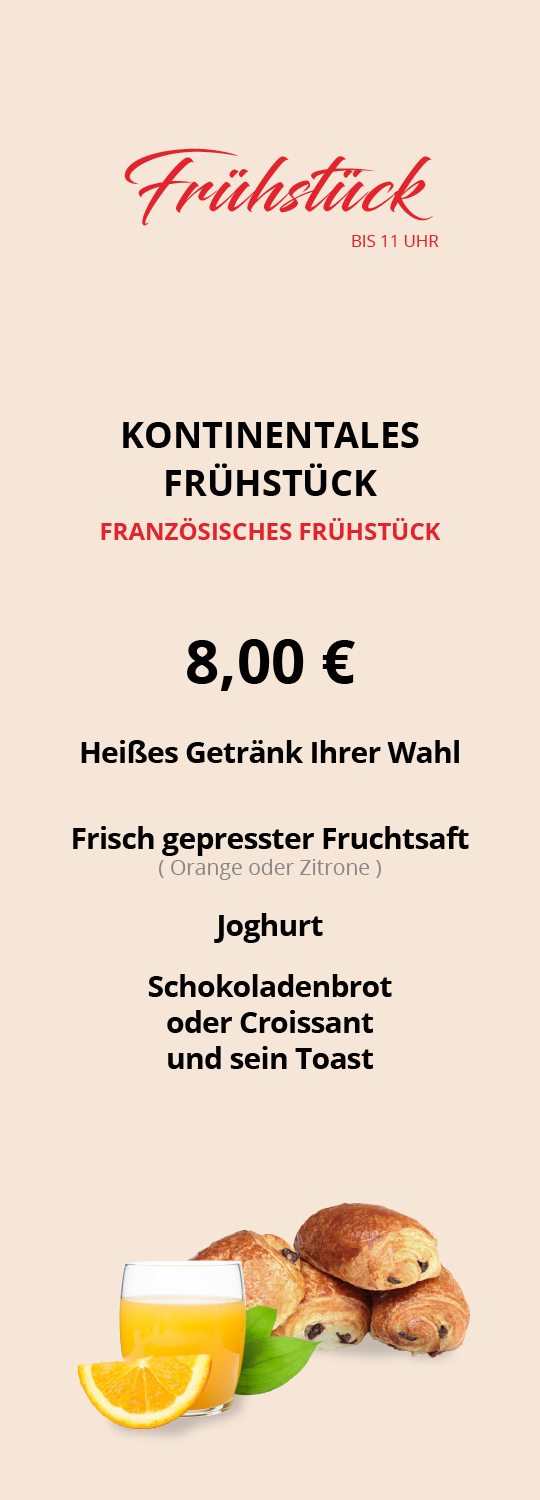 Frühstück
BIS 11 UHR
KONTINENTALES
FRÜHSTÜCK
FRANZÖSISCHES FRÜHSTÜCK
8,00 €
Heißes Getränk Ihrer Wahl
Frisch gepresster Fruchtsaft
( Orange oder Zitrone )
Joghurt
Schokoladenbrot
oder Croissant
und sein Toast